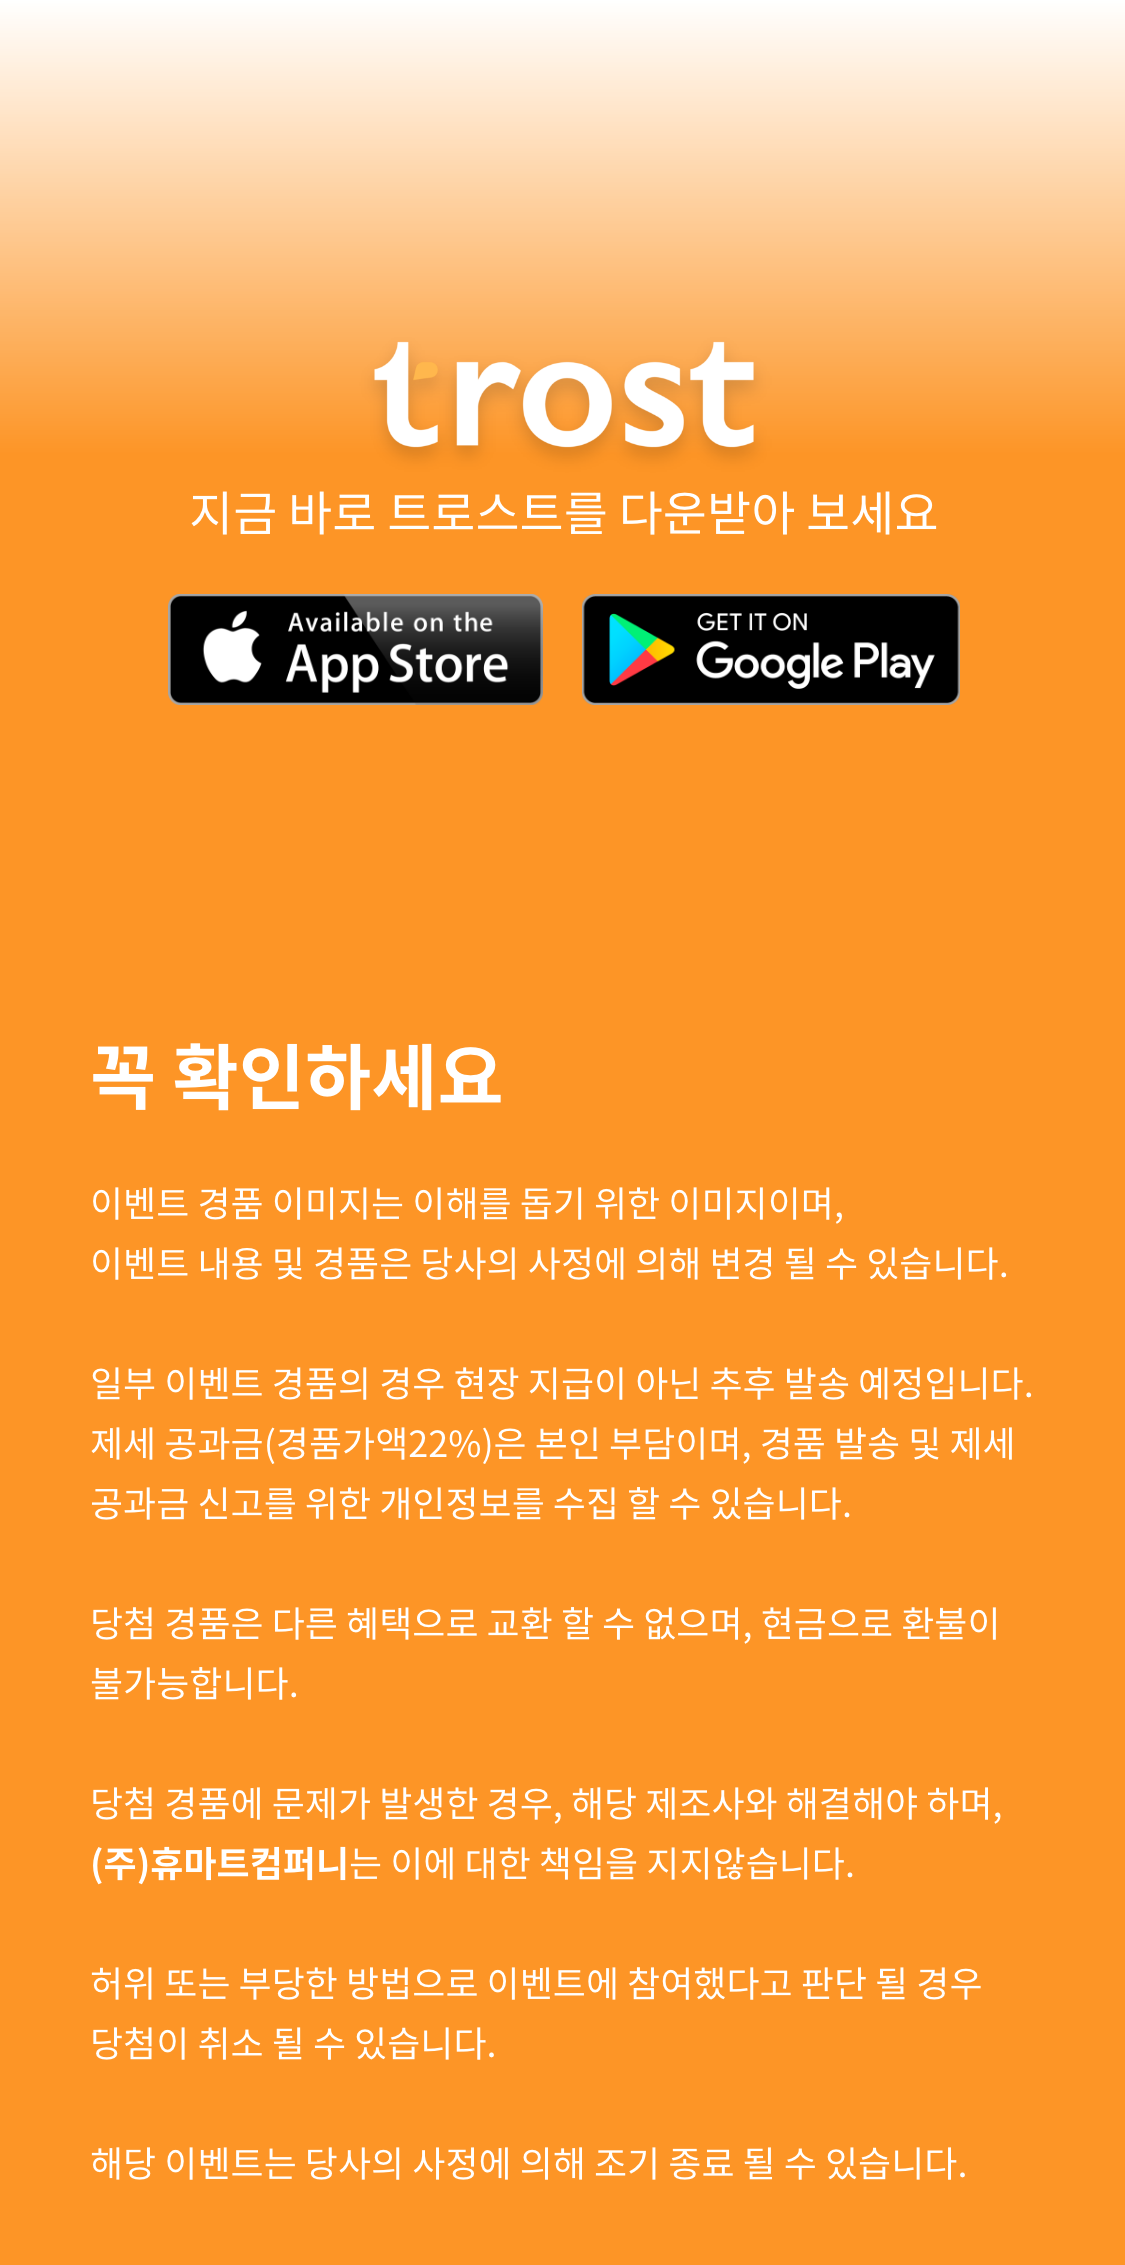 trost
지금 바로 트로스트를 다운받아 보세요
Available on the
App Store
GET IT ON
Google Play
꼭 확인하세요
이벤트 경품 이미지는 이해를 돕기 위한 이미지이며,
이벤트 내용 및 경품은 당사의 사정에 의해 변경 될 수 있습니다.
일부 이벤트 경품의 경우 현장 지급이 아닌 추후 발송 예정입니다.
제세 공과금(경품가액22%)은 본인 부담이며, 경품 발송 및 제세
공과금 신고를 위한 개인정보를 수집 할 수 있습니다.
당첨 경품은 다른 혜택으로 교환 할 수 없으며, 현금으로 환불이
불가능합니다.
당첨 경품에 문제가 발생한 경우, 해당 제조사와 해결해야 하며,
(주)휴마트컴퍼니는 이에 대한 책임을 지지않습니다.
허위 또는 부당한 방법으로 이벤트에 참여했다고 판단 될 경우
당첨이 취소 될 수 있습니다.
해당 이벤트는 당사의 사정에 의해 조기 종료 될 수 있습니다.